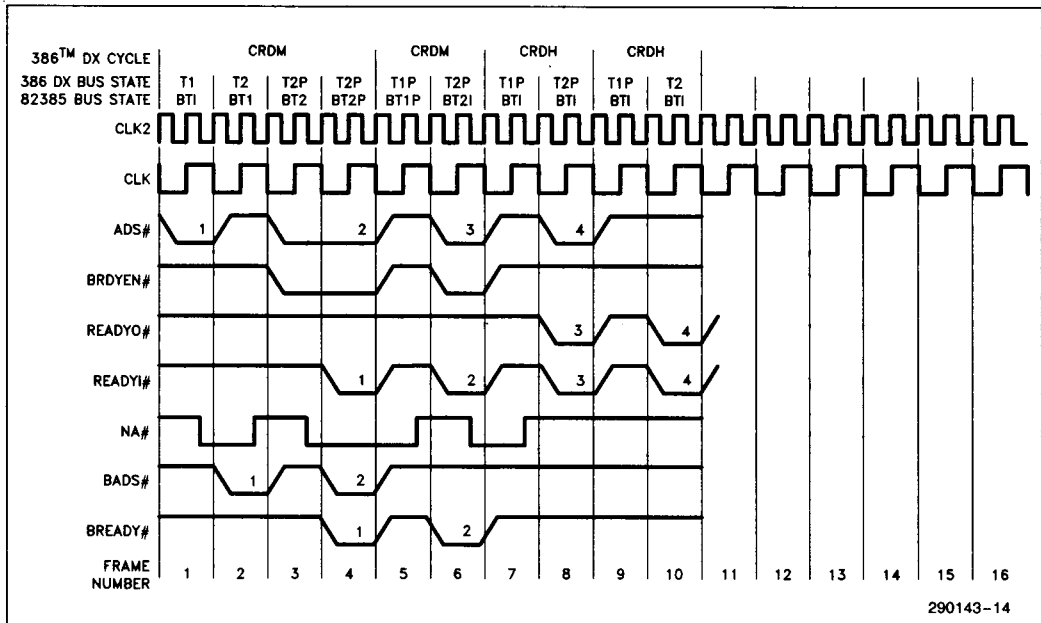 386™ DX CYCLE CRDM CRDM CRDH CRDH
386 DX BUS STATE T1 T2 T2P T2P T1P T2P T1P T2P T1P T2
82385 BUS STATE BTI BT1 BT2 BT2P BT1P BT2I BTI BTI BTI BTI
CLK2
CLK
ADS# 1 2 3 4
BRDYEN#
READYO# 3 4
READYI# 1 2 3 4
NA#
BADS# 1 2
BREADY# 1 2
FRAME
NUMBER 1 2 3 4 5 6 7 8 9 10 11 12 13 14 15 16
290143-14